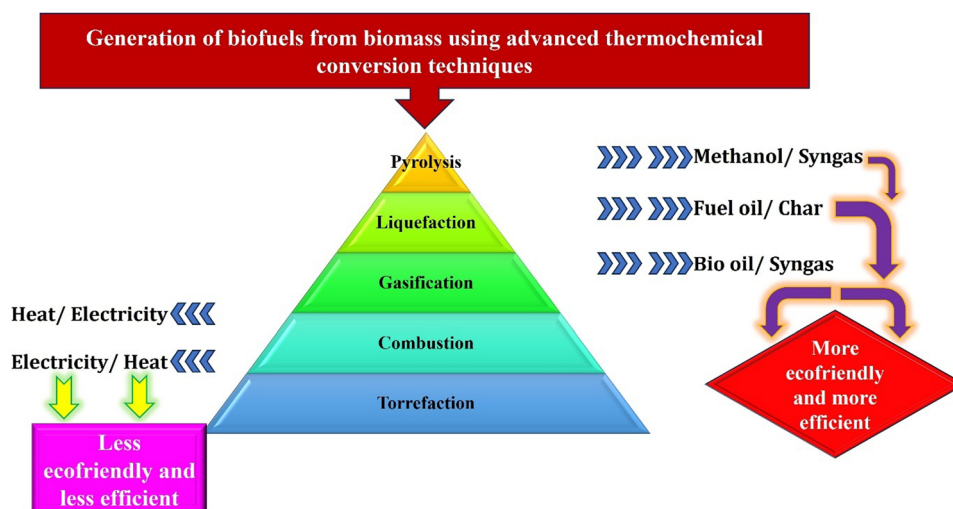 Generation of biofuels from biomass using advanced thermochemical
conversion techniques
Pyrolysis
Liquefaction
Gasification
Combustion
Torrefaction
Methanol/ Syngas
Fuel oil/ Char
Bio oil/ Syngas
More
ecofriendly
and more
efficient
Heat/ Electricity
Electricity/ Heat
Less
ecofriendly and
less efficient